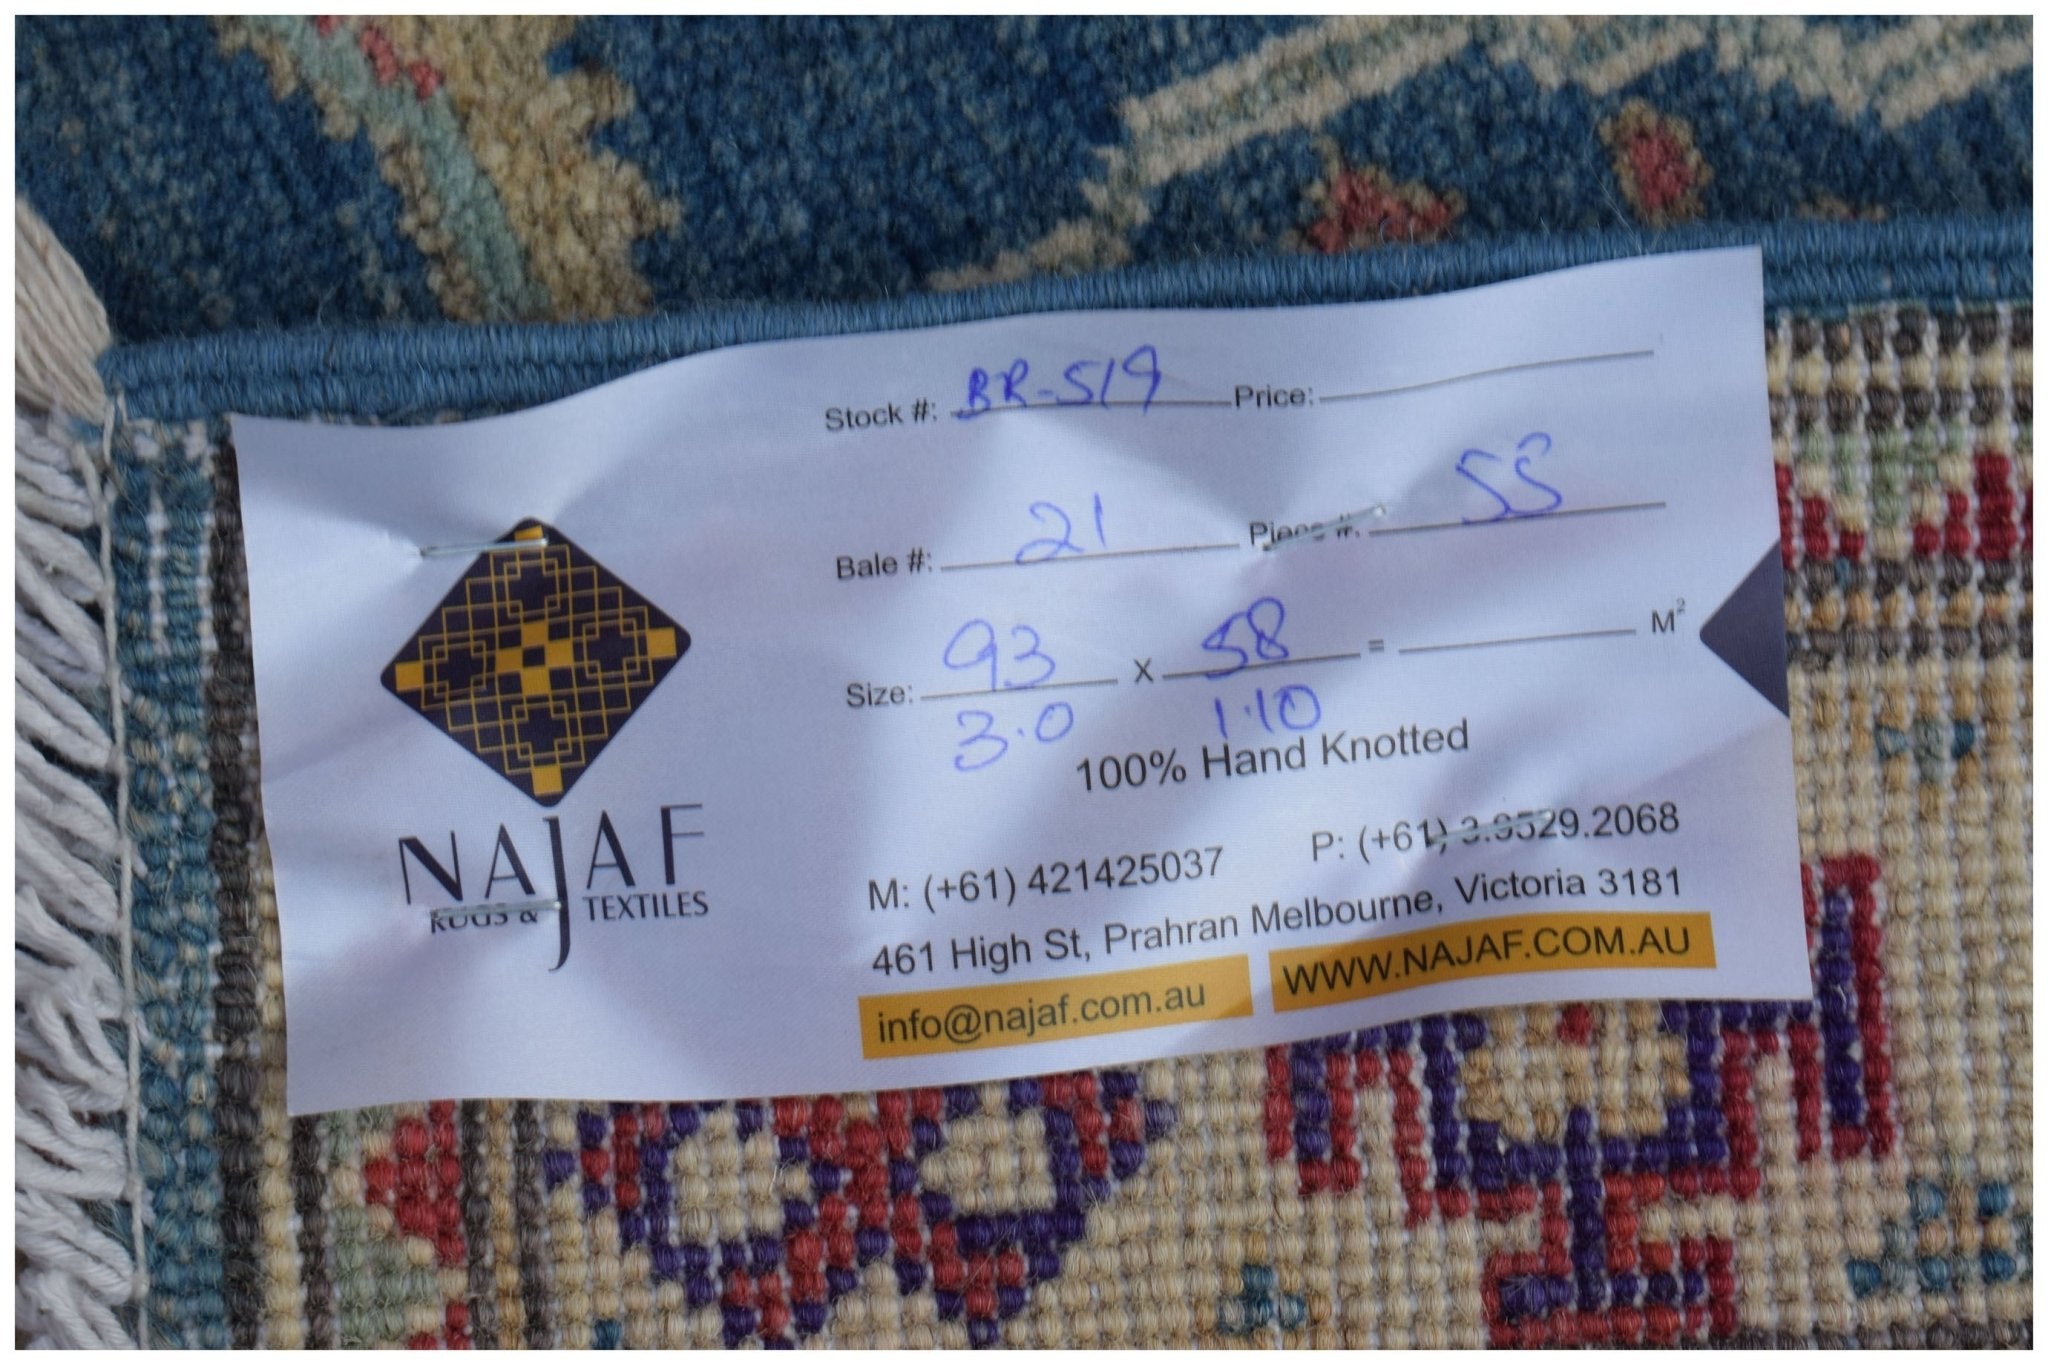 Stock #: BR-519 Price:
Bale #: 21 Piece #: 55
Size: 93 X 58 = M²
3.0 1.10
100% Hand Knotted
NAJAF
RUGS & TEXTILES
M: (+61) 421425037 P: (+61) 3.9529.2068
461 High St, Prahran Melbourne, Victoria 3181
info@najaf.com.au WWW.NAJAF.COM.AU